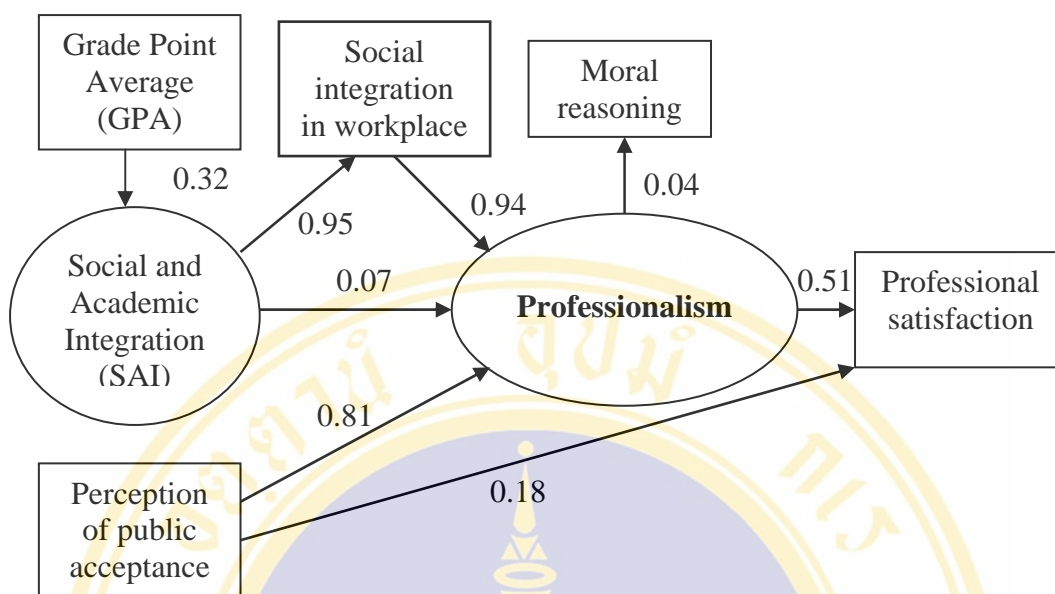 Grade Point
Average
(GPA)
Social
integration
in workplace
Moral
reasoning
0.32
0.95
0.94
0.04
Social and
Academic
Integration
(SAI)
0.07
Professionalism
0.51
Professional
satisfaction
0.81
0.18
Perception
of public
acceptance